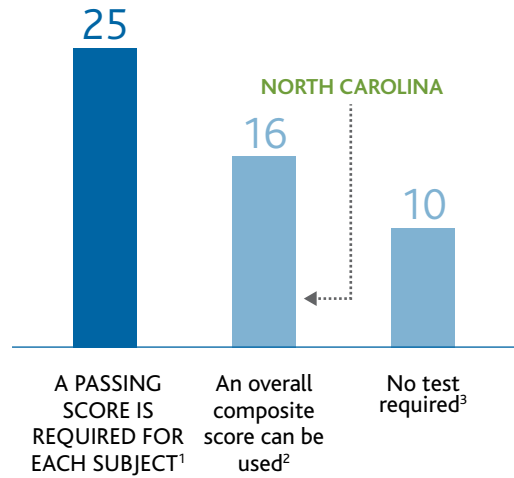 25
NORTH CAROLINA
16
10
A PASSING
SCORE IS
REQUIRED FOR
EACH SUBJECT¹
An overall
composite
score can be
used²
No test
required³